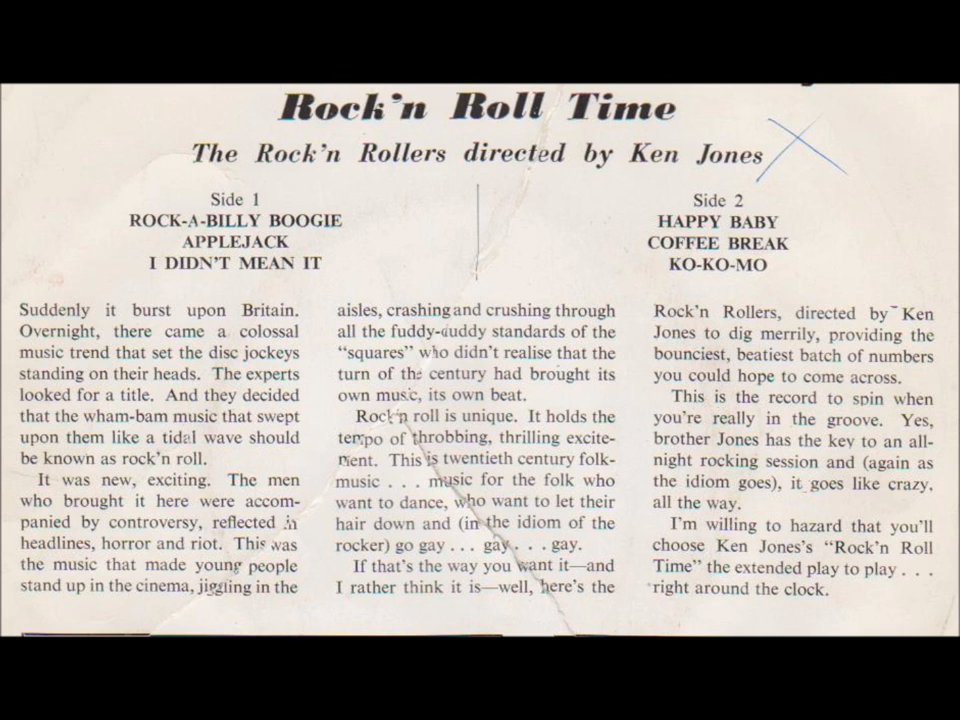 Rock'n Roll Time
The Rock'n Rollers directed by Ken Jones
Side 1
ROCK-A-BILLY BOOGIE
APPLEJACK
I DIDN'T MEAN IT
Side 2
HAPPY BABY
COFFEE BREAK
KO-KO-MO
Suddenly it burst upon Britain.
Overnight, there came a colossal
music trend that set the disc jockeys
standing on their heads. The experts
looked for a title. And they decided
that the wham-bam music that swept
upon them like a tidal wave should
be known as rock'n roll.
It was new, exciting. The men
who brought it here were accom-
panied by controversy, reflected in
headlines, horror and riot. This was
the music that made young people
stand up in the cinema, jiggling in the
aisles, crashing and crushing through
all the fuddy-duddy standards of the
"squares" who didn't realise that the
turn of the century had brought its
own music, its own beat.
Rock'n roll is unique. It holds the
tempo of throbbing, thrilling excite-
ment. This is twentieth century folk-
music . . . music for the folk who
want to dance, who want to let their
hair down and (in the idiom of the
rocker) go gay . . . gay . . . gay.
If that's the way you want it—and
I rather think it is—well, here's the
Rock'n Rollers, directed by Ken
Jones to dig merrily, providing the
bounciest, beatiest batch of numbers
you could hope to come across.
This is the record to spin when
you're really in the groove. Yes,
brother Jones has the key to an all-
night rocking session and (again as
the idiom goes), it goes like crazy,
all the way.
I'm willing to hazard that you'll
choose Ken Jones's "Rock'n Roll
Time" the extended play to play . . .
right around the clock.